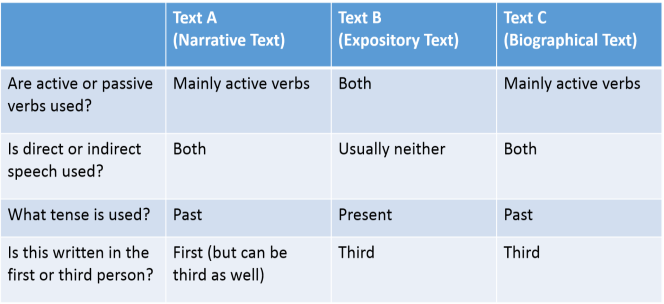 Text A
(Narrative Text)
Text B
(Expository Text)
Text C
(Biographical Text)
Are active or passive
verbs used?
Mainly active verbs
Both
Mainly active verbs
Is direct or indirect
speech used?
Both
Usually neither
Both
What tense is used?
Past
Present
Past
Is this written in the
first or third person?
First (but can be
third as well)
Third
Third